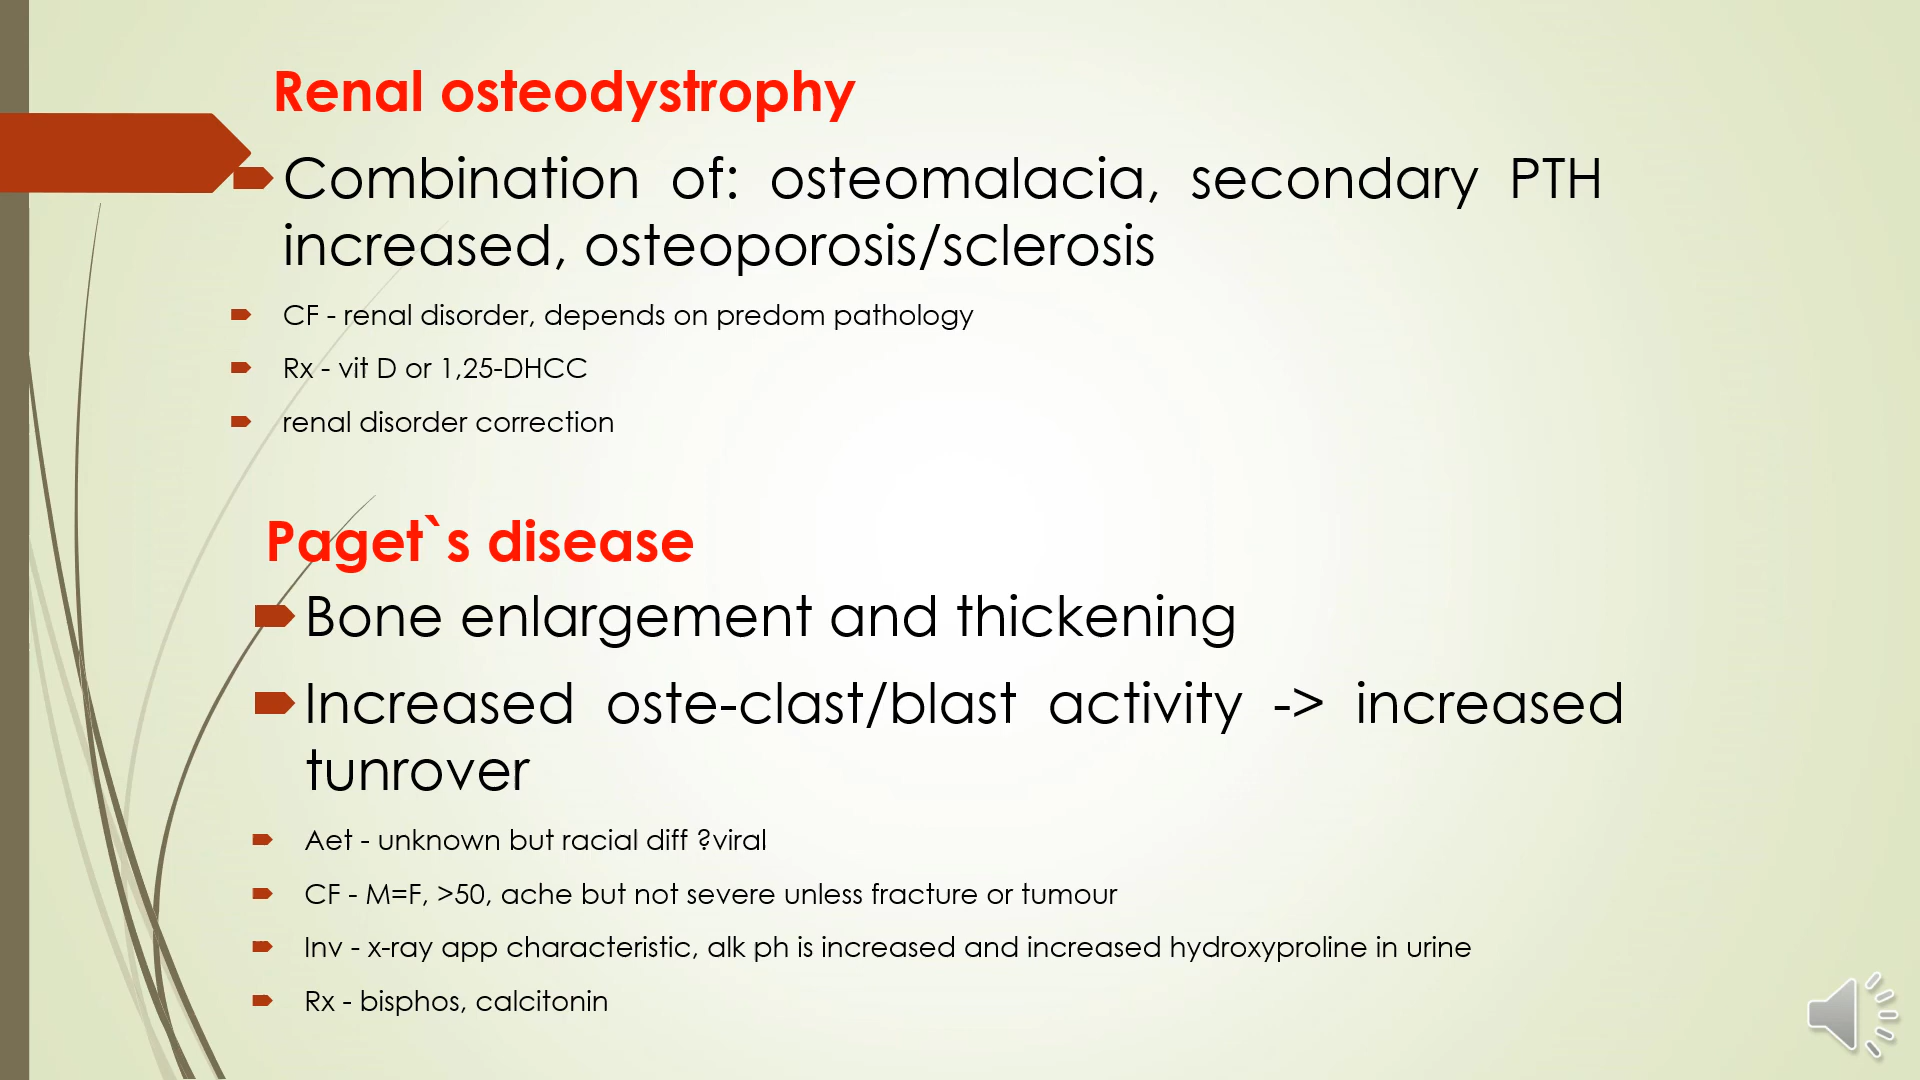 Renal osteodystrophy
Combination of: osteomalacia, secondary PTH
increased, osteoporosis/sclerosis
CF - renal disorder, depends on predom pathology
Rx - vit D or 1,25-DHCC
renal disorder correction
Paget`s disease
Bone enlargement and thickening
Increased oste-clast/blast activity -> increased
tunrover
Aet - unknown but racial diff ?viral
CF - M=F, >50, ache but not severe unless fracture or tumour
Inv - x-ray app characteristic, alk ph is increased and increased hydroxyproline in urine
Rx - bisphos, calcitonin